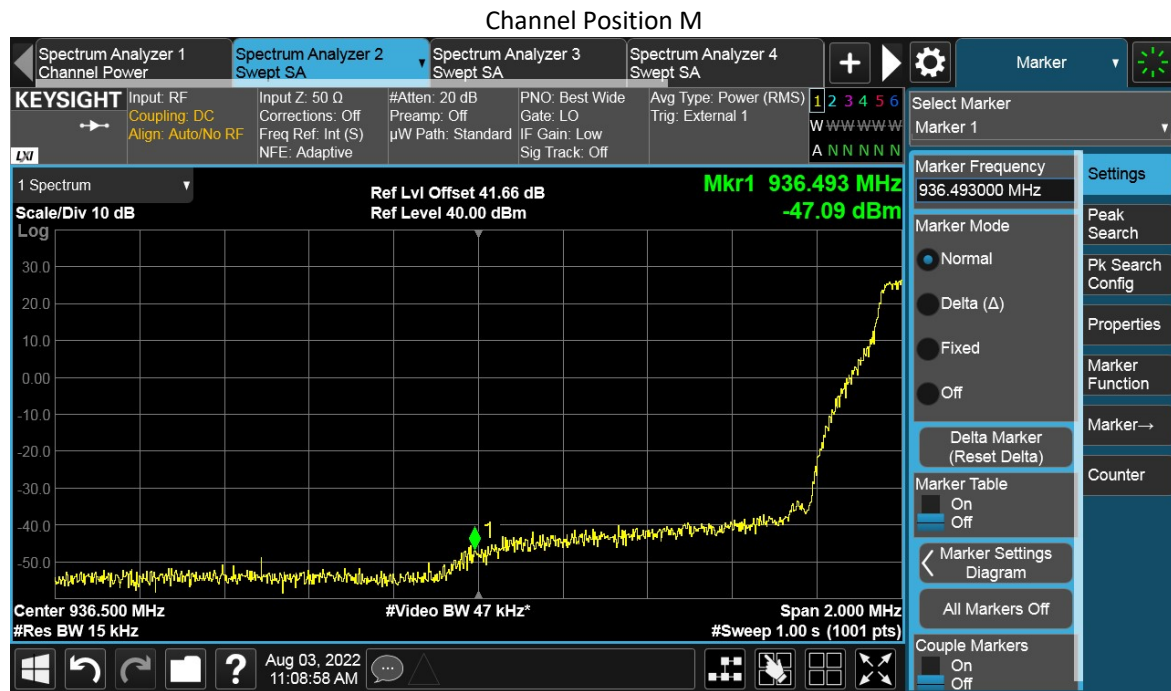 Channel Position M
Spectrum Analyzer 1
Channel Power
Spectrum Analyzer 2
Swept SA
Spectrum Analyzer 3
Swept SA
Spectrum Analyzer 4
Swept SA
Marker
KEYSIGHT
LXI
Input: RF
Coupling: DC
Align: Auto/No RF
Input Z: 50 Ω
Corrections: Off
Freq Ref: Int (S)
NFE: Adaptive
#Atten: 20 dB
Preamp: Off
µW Path: Standard
PNO: Best Wide
Gate: LO
IF Gain: Low
Sig Track: Off
Avg Type: Power (RMS)
Trig: External 1
1 2 3 4 5 6
W W W W W W
A N N N N N
Select Marker
Marker 1
1 Spectrum
Scale/Div 10 dB
Log
Ref Lvl Offset 41.66 dB
Ref Level 40.00 dBm
Mkr1 936.493 MHz
-47.09 dBm
30.0
20.0
10.0
0.00
-10.0
-20.0
-30.0
-40.0
-50.0
1
Center 936.500 MHz
#Res BW 15 kHz
#Video BW 47 kHz*
Span 2.000 MHz
#Sweep 1.00 s (1001 pts)
Marker Frequency
936.493000 MHz
Marker Mode
Normal
Delta (Δ)
Fixed
Off
Delta Marker
(Reset Delta)
Marker Table
On
Off
Marker Settings
Diagram
All Markers Off
Couple Markers
On
Off
Settings
Peak
Search
Pk Search
Config
Properties
Marker
Function
Marker→
Counter
?
Aug 03, 2022
11:08:58 AM